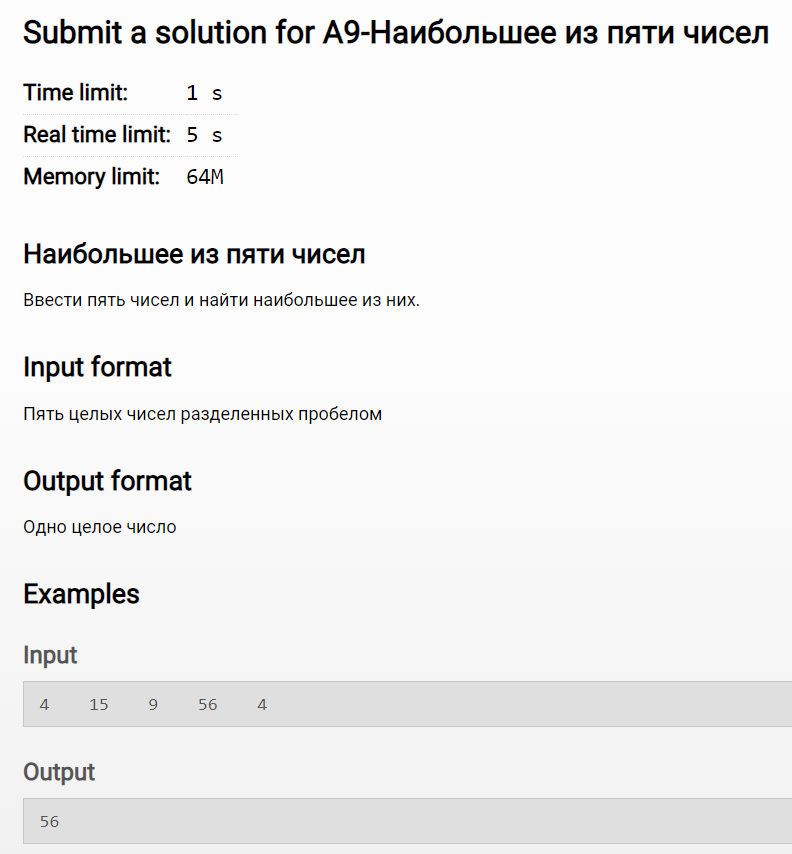 Submit a solution for A9-Наибольшее из пяти чисел
Time limit: 1 s
Real time limit: 5 s
Memory limit: 64M
Наибольшее из пяти чисел
Ввести пять чисел и найти наибольшее из них.
Input format
Пять целых чисел разделенных пробелом
Output format
Одно целое число
Examples
Input
4 15 9 56 4
Output
56